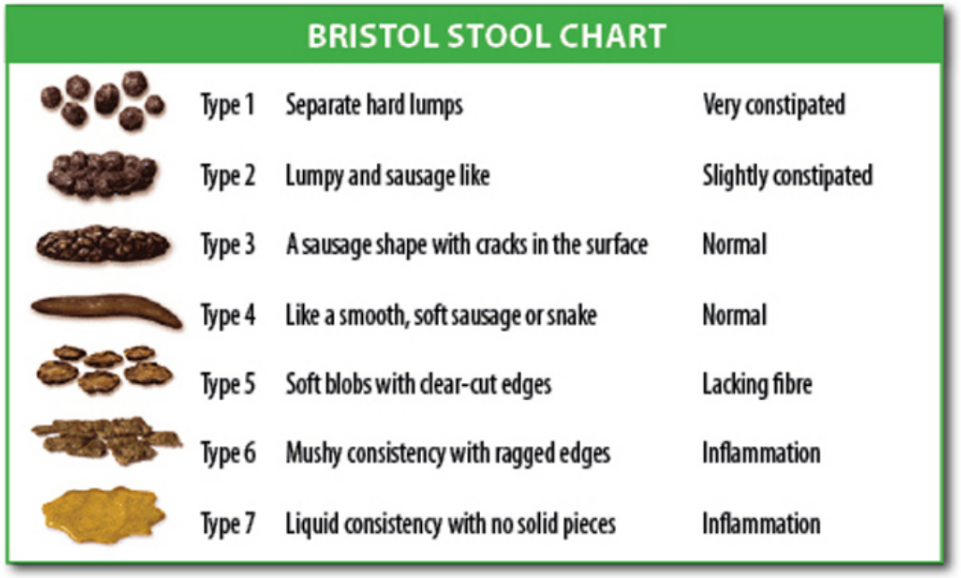 BRISTOL STOOL CHART
Type 1 Separate hard lumps Very constipated
Type 2 Lumpy and sausage like Slightly constipated
Type 3 A sausage shape with cracks in the surface Normal
Type 4 Like a smooth, soft sausage or snake Normal
Type 5 Soft blobs with clear-cut edges Lacking fibre
Type 6 Mushy consistency with ragged edges Inflammation
Type 7 Liquid consistency with no solid pieces Inflammation